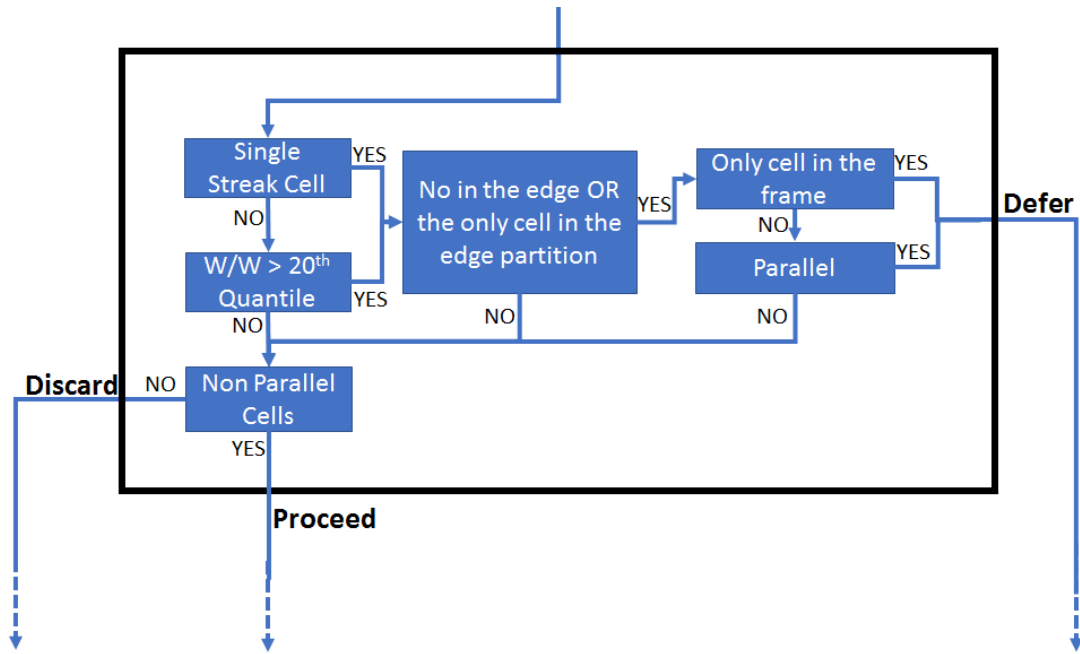 Single
Streak Cell
YES
NO
W/W > 20th
Quantile
YES
NO
No in the edge OR
the only cell in the
edge partition
YES
NO
Only cell in the
frame
YES
NO
Parallel
YES
NO
Defer
Non Parallel
Cells
NO
Discard
YES
Proceed